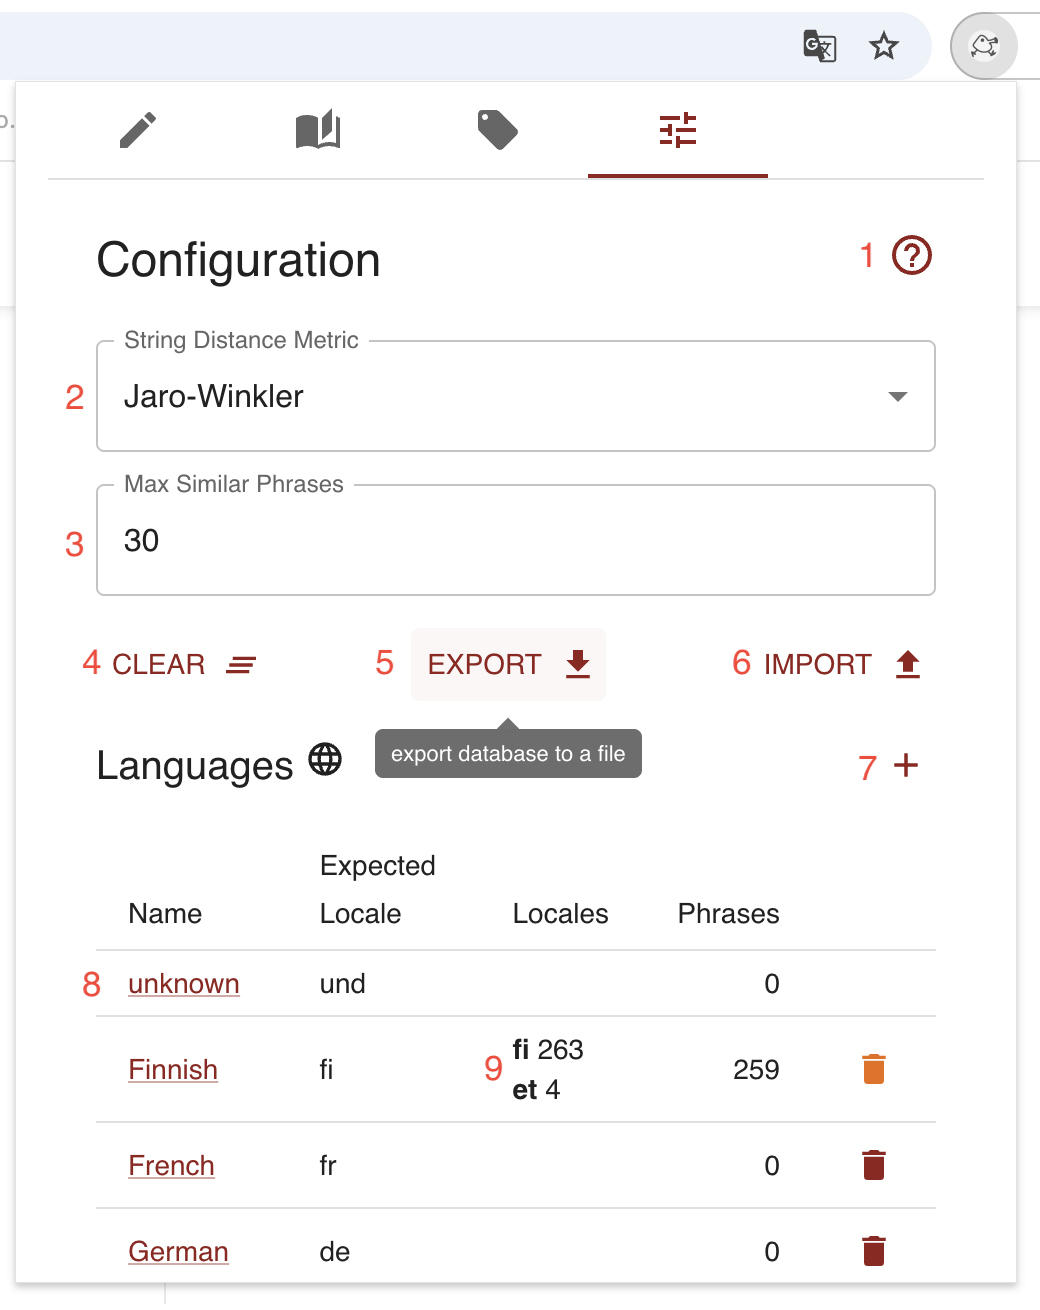 o.
Configuration 1
String Distance Metric
2 Jaro-Winkler
Max Similar Phrases
3 30
4 CLEAR 5 EXPORT 6 IMPORT
export database to a file
Languages 7 +
Expected
Name Locale Locales Phrases
8 unknown und 0
fi 263
Finnish fi 9 259
et 4
French fr 0
German de 0